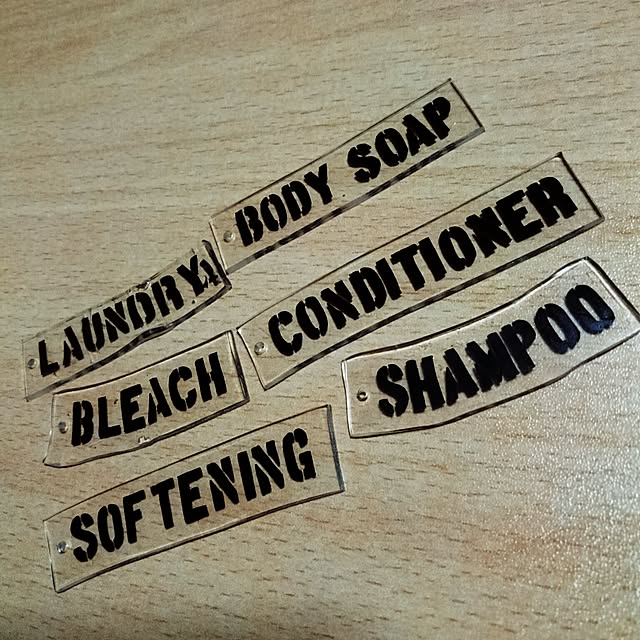 BODY SOAP
CONDITIONER
LAUNDRY
SHAMPOO
BLEACH
SOFTENING